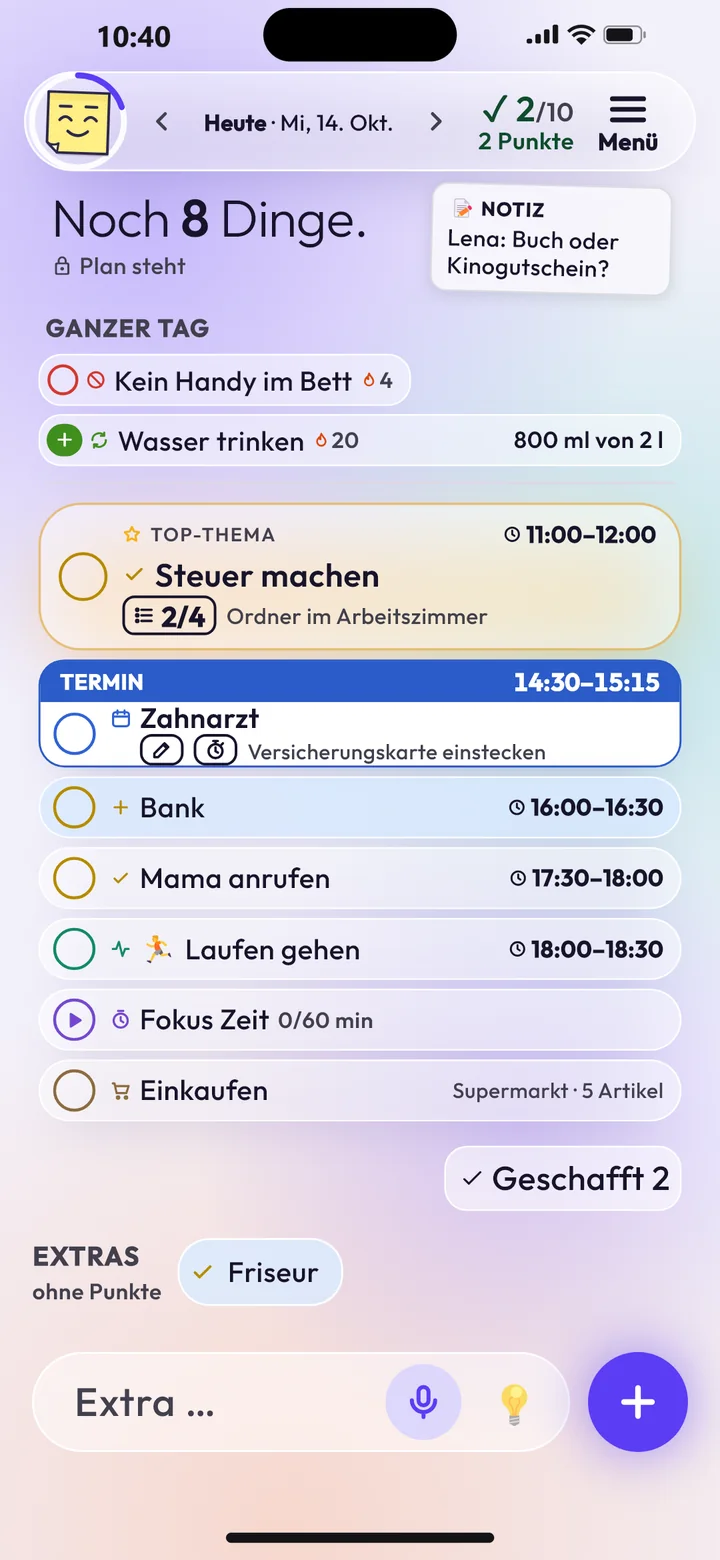 10:40
Heute · Mi, 14. Okt.
✓ 2/10
2 Punkte
Menü
Noch 8 Dinge.
Plan steht
NOTIZ
Lena: Buch oder
Kinogutschein?
GANZER TAG
Kein Handy im Bett 4
Wasser trinken 20 800 ml von 2 l
TOP-THEMA 11:00–12:00
Steuer machen
2/4 Ordner im Arbeitszimmer
TERMIN 14:30–15:15
Zahnarzt
Versicherungskarte einstecken
Bank 16:00–16:30
Mama anrufen 17:30–18:00
Laufen gehen 18:00–18:30
Fokus Zeit 0/60 min
Einkaufen Supermarkt · 5 Artikel
Geschafft 2
EXTRAS
ohne Punkte
Friseur
Extra ...